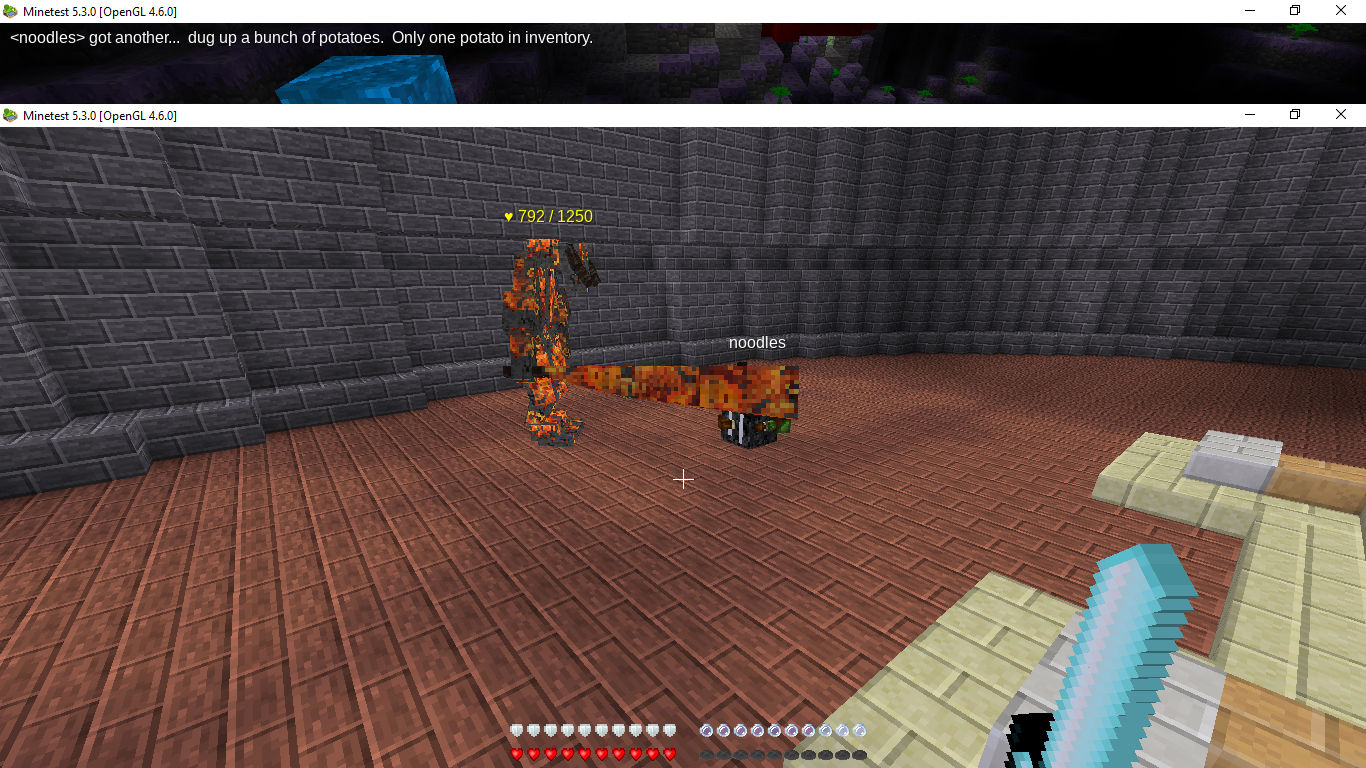 Minetest 5.3.0 [OpenGL 4.6.0]
<noodles> got another...  dug up a bunch of potatoes.  Only one potato in inventory.
Minetest 5.3.0 [OpenGL 4.6.0]
♥ 792 / 1250
noodles